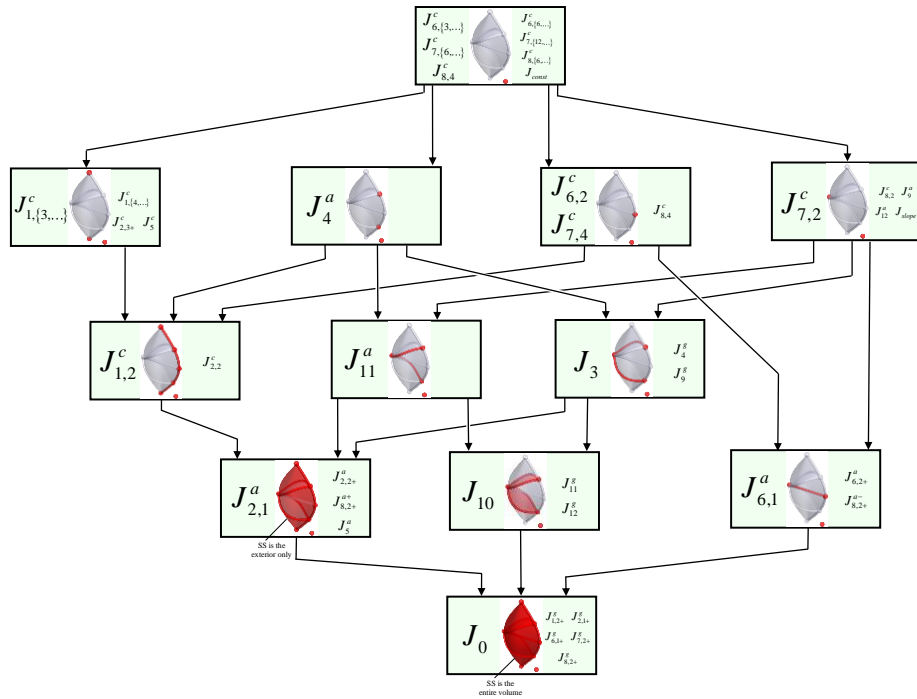 J^c_{6,{3,…}} J^c_{6,{6,…}}
J^c_{7,{6,…}} J^c_{7,{12,…}}
J^c_{8,4} J^c_{8,{6,…}}
J_{const}
J^c_{1,{3,…}} J^c_{1,{4,…}}
J^c_{2,3+} J^c_5
J^a_4
J^c_{6,2} J^c_{8,4}
J^c_{7,4}
J^c_{7,2} J^c_{8,2} J^a_9
J^a_{12} J_{slope}
J^c_{1,2} J^c_{2,2}
J^a_{11}
J_3 J^g_4
J^g_9
J^a_{2,1} J^a_{2,2+}
J^{a+}_{8,2+}
J^a_5
SS is the
exterior only
J_{10} J^g_{11}
J^g_{12}
J^a_{6,1} J^a_{6,2+}
J^{a-}_{8,2+}
J_0 J^g_{1,2+} J^g_{2,1+}
J^g_{6,1+} J^g_{7,2+}
J^g_{8,2+}
SS is the
entire volume